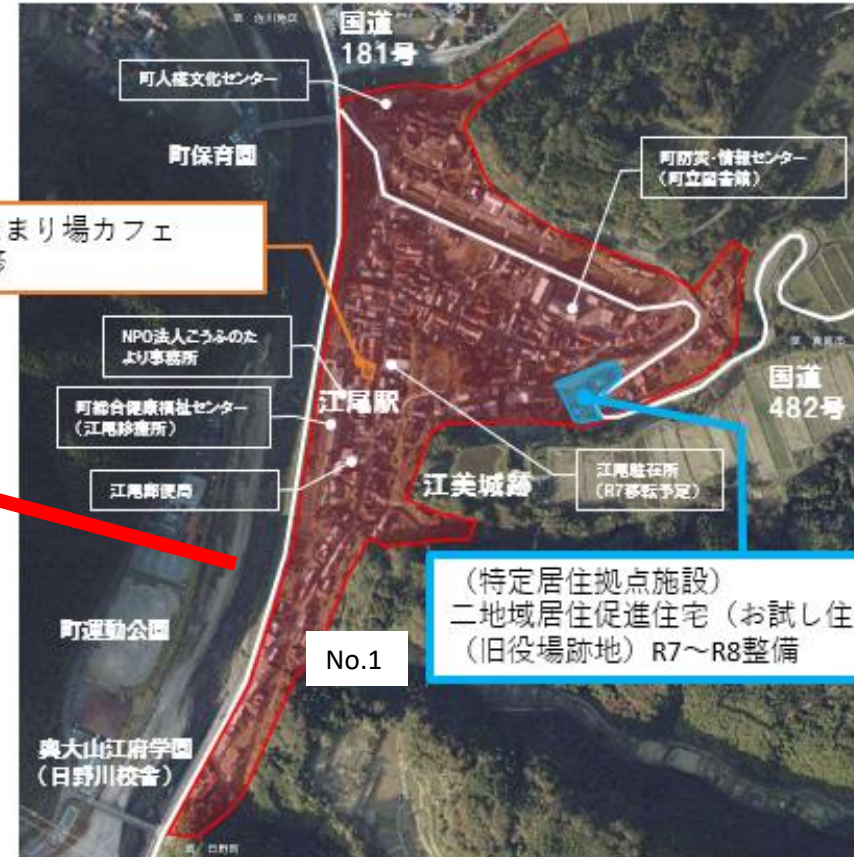 国道
181号
町人権文化センター
町保育園
町防災・情報センター
(町立図書館)
まり場カフェ
NPO法人こうふのた
より事務所
江尾駅
国道
482号
町総合健康福祉センター
(江尾診療所)
江尾郵便局
江美城跡
江尾駐在所
(R7移転予定)
(特定居住拠点施設)
二地域居住促進住宅(お試し住
(旧役場跡地)R7~R8整備
町運動公園
No.1
奥大山江府学園
(日野川校舎)
至 日野町